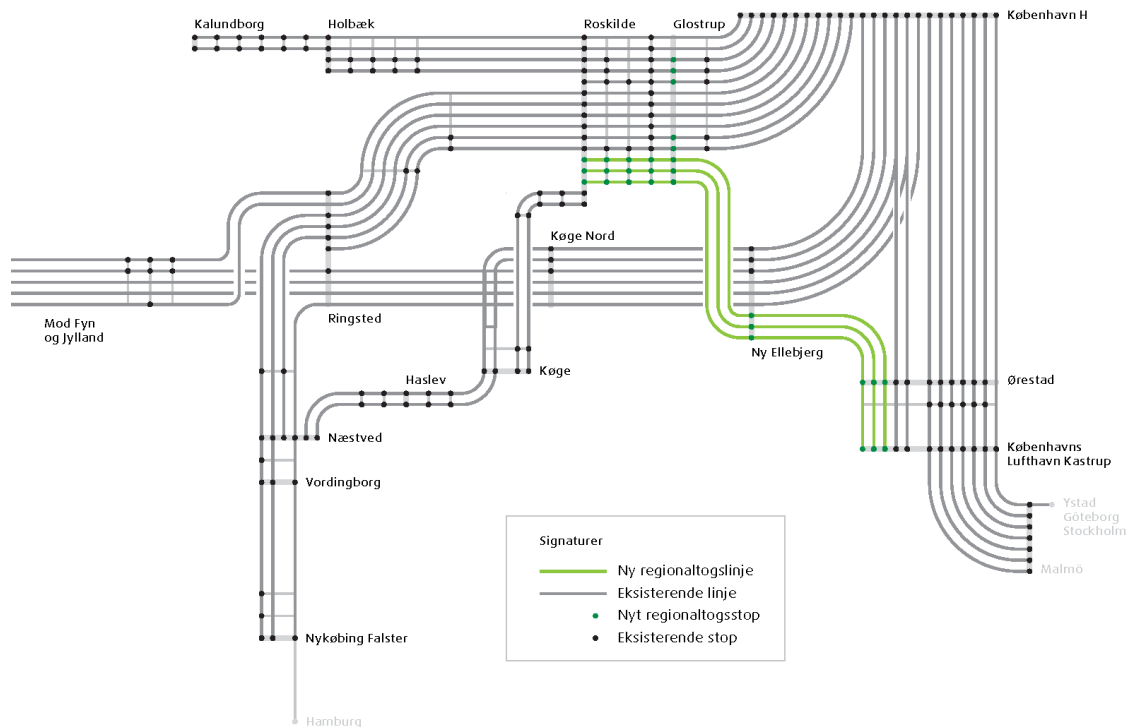 Kalundborg
Holbæk
Roskilde
Glostrup
København H
Køge Nord
Mod Fyn
og Jylland
Ringsted
Ny Ellebjerg
Haslev
Køge
Ørestad
Næstved
Københavns
Lufthavn Kastrup
Vordingborg
Ystad
Göteborg
Stockholm
Malmö
Signaturer
Ny regionaltogslinje
Eksisterende linje
Nyt regionaltogsstop
Eksisterende stop
Nykøbing Falster
Hamburg